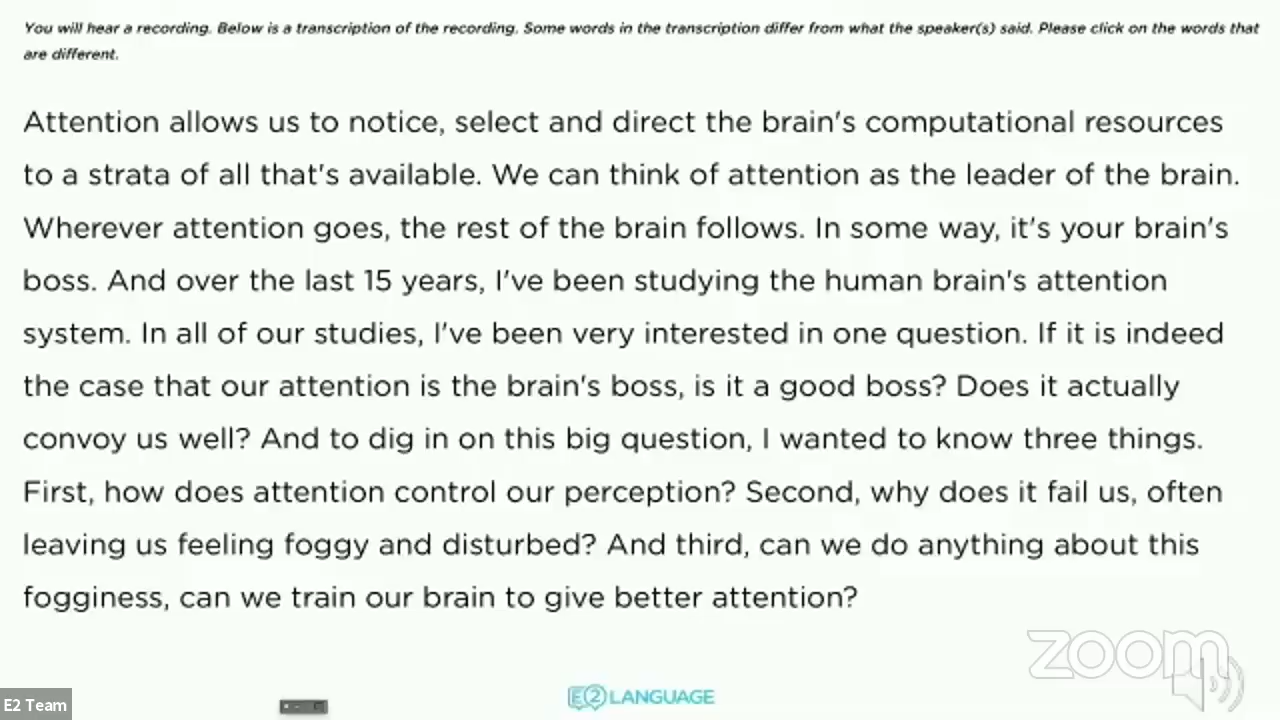 You will hear a recording. Below is a transcription of the recording. Some words in the transcription differ from what the speaker(s) said. Please click on the words that
are different.
Attention allows us to notice, select and direct the brain's computational resources
to a strata of all that's available. We can think of attention as the leader of the brain.
Wherever attention goes, the rest of the brain follows. In some way, it's your brain's
boss. And over the last 15 years, I've been studying the human brain's attention
system. In all of our studies, I've been very interested in one question. If it is indeed
the case that our attention is the brain's boss, is it a good boss? Does it actually
convoy us well? And to dig in on this big question, I wanted to know three things.
First, how does attention control our perception? Second, why does it fail us, often
leaving us feeling foggy and disturbed? And third, can we do anything about this
fogginess, can we train our brain to give better attention?
zoom
E2 LANGUAGE
E2 Team